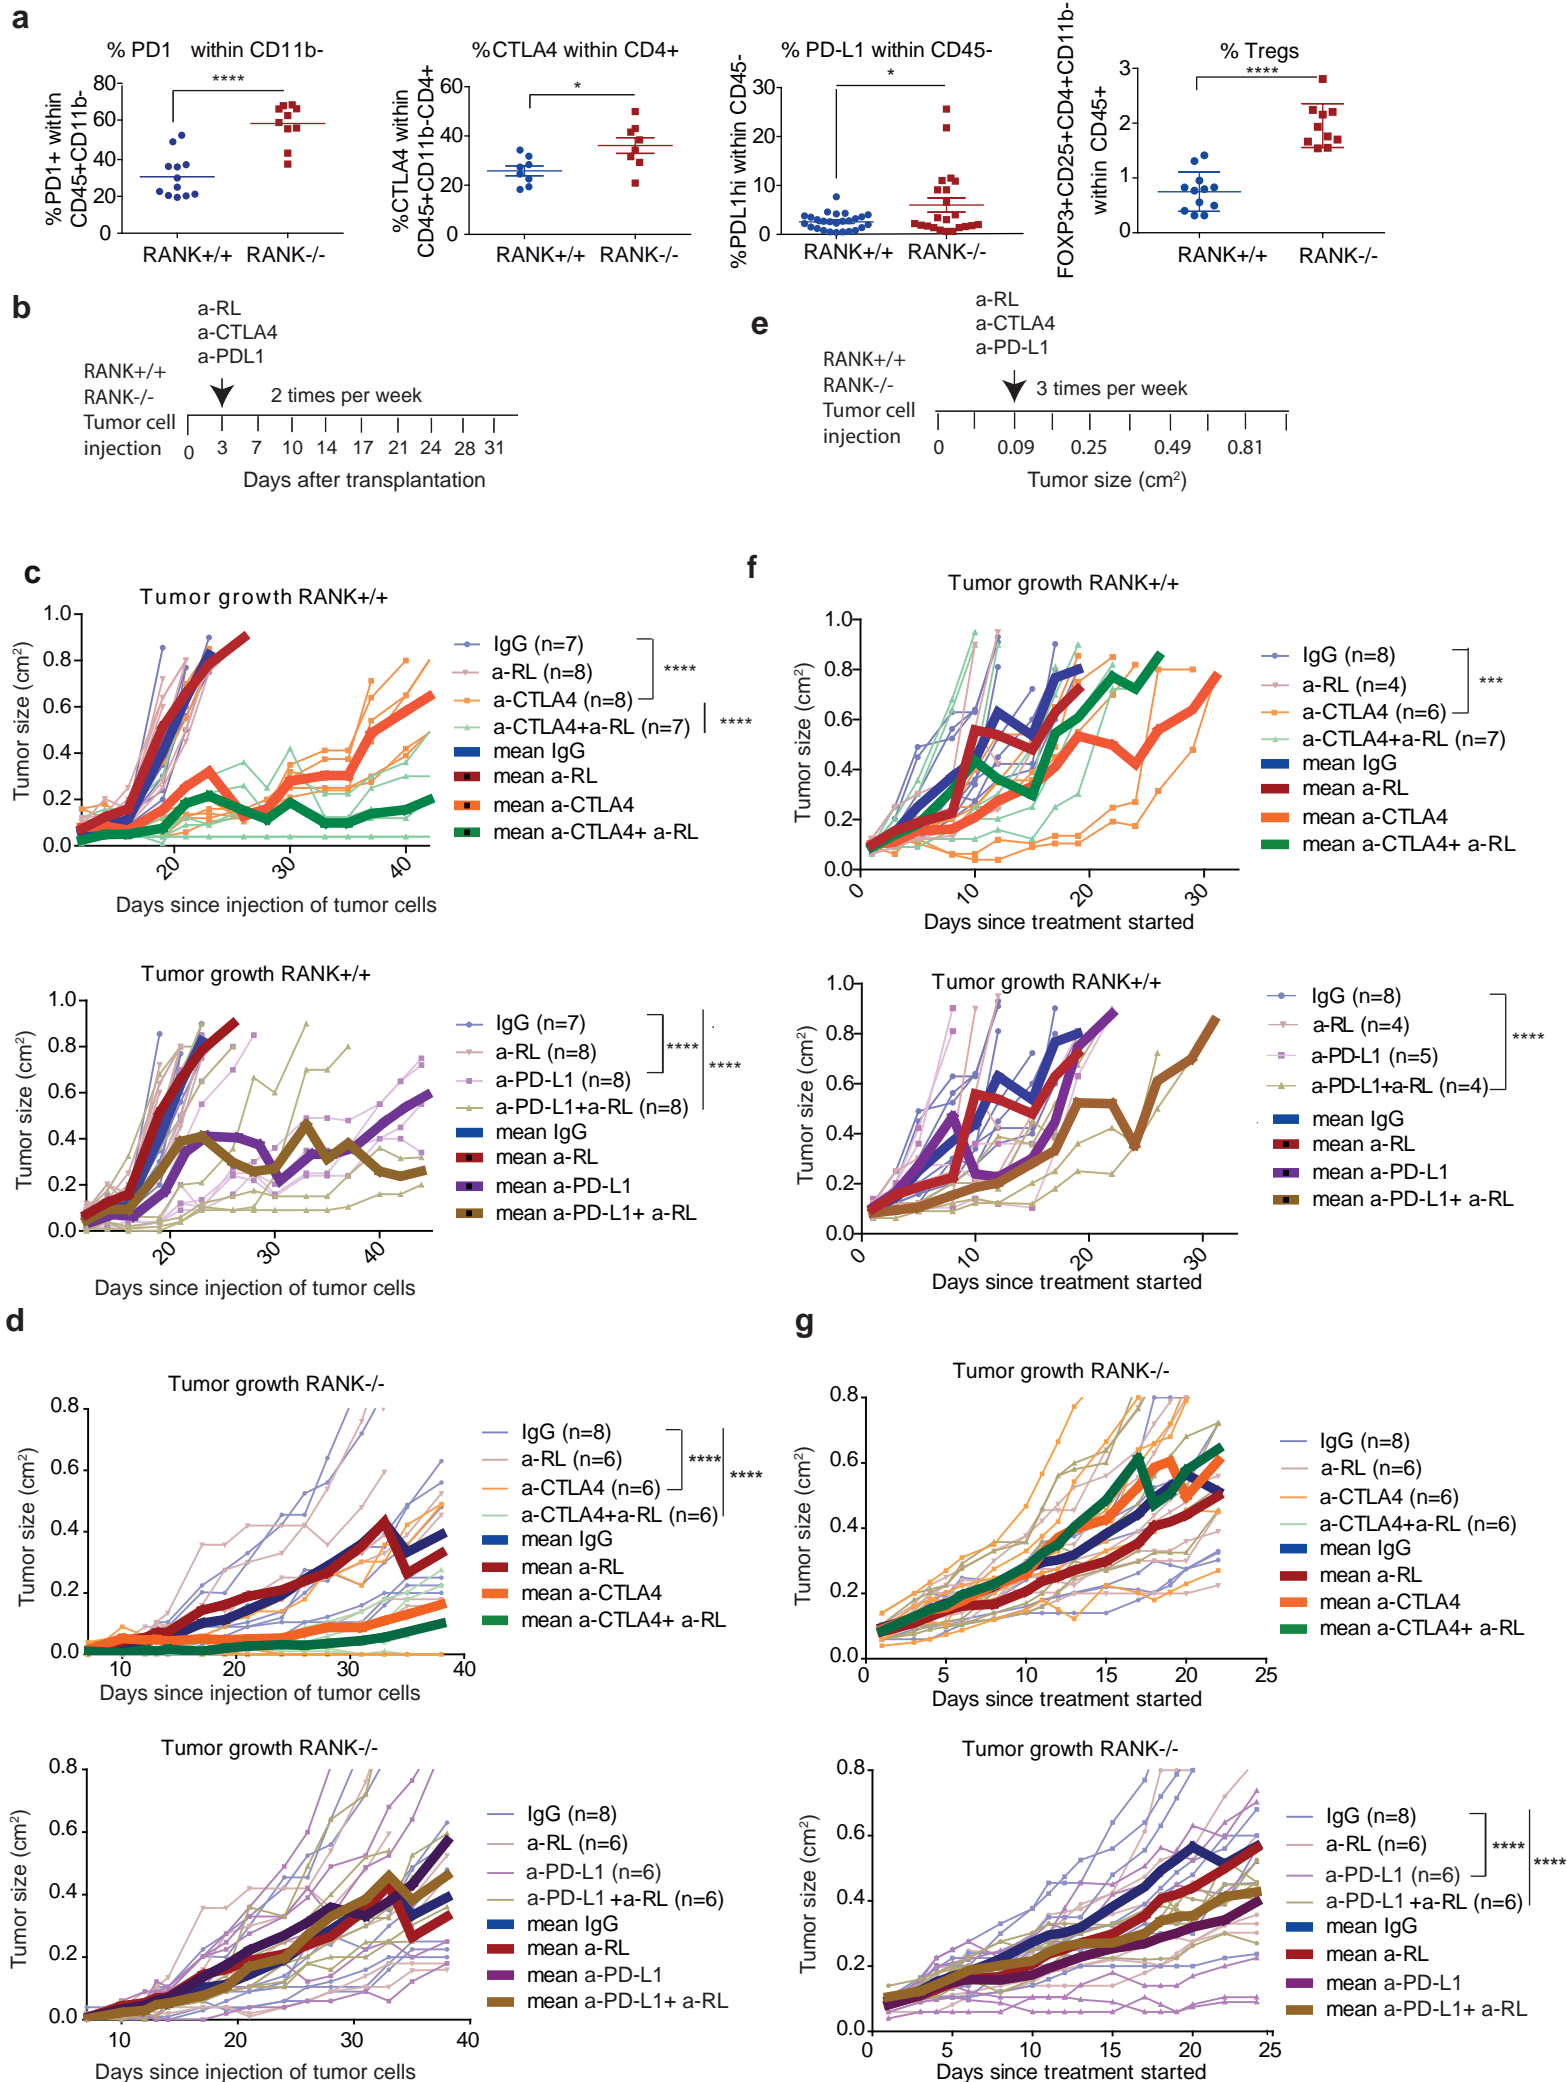 a
% PD1 within CD11b-
****
%PD1+ within
CD45+CD11b-
80
60
40
20
0
RANK+/+ RANK-/-
%CTLA4 within CD4+
*
%CTLA4 within
CD45+CD11b-CD4+
60
40
20
0
RANK+/+ RANK-/-
% PD-L1 within CD45-
*
%PDL1hi within CD45-
30
20
10
0
RANK+/+ RANK-/-
% Tregs
****
FOXP3+CD25+CD4+CD11b-
within CD45+
3
2
1
0
RANK+/+ RANK-/-
b
a-RL
a-CTLA4
a-PDL1
RANK+/+
RANK-/-
Tumor cell
injection
2 times per week
0 3 7 10 14 17 21 24 28 31
Days after transplantation
e
a-RL
a-CTLA4
a-PD-L1
RANK+/+
RANK-/-
Tumor cell
injection
3 times per week
0 0.09 0.25 0.49 0.81
Tumor size (cm²)
c
Tumor growth RANK+/+
Tumor size (cm²)
1.0
0.8
0.6
0.4
0.2
0.0
20 30 40
Days since injection of tumor cells
IgG (n=7)
a-RL (n=8)
a-CTLA4 (n=8)
a-CTLA4+a-RL (n=7)
mean IgG
mean a-RL
mean a-CTLA4
mean a-CTLA4+ a-RL
****
****
Tumor growth RANK+/+
Tumor size (cm²)
1.0
0.8
0.6
0.4
0.2
0.0
20 30 40
Days since injection of tumor cells
IgG (n=7)
a-RL (n=8)
a-PD-L1 (n=8)
a-PD-L1+a-RL (n=8)
mean IgG
mean a-RL
mean a-PD-L1
mean a-PD-L1+ a-RL
****
****
f
Tumor growth RANK+/+
Tumor size (cm²)
1.0
0.8
0.6
0.4
0.2
0.0
0 10 20 30
Days since treatment started
IgG (n=8)
a-RL (n=4)
a-CTLA4 (n=6)
a-CTLA4+a-RL (n=7)
mean IgG
mean a-RL
mean a-CTLA4
mean a-CTLA4+ a-RL
***
Tumor growth RANK+/+
Tumor size (cm²)
1.0
0.8
0.6
0.4
0.2
0.0
0 10 20 30
Days since treatment started
IgG (n=8)
a-RL (n=4)
a-PD-L1 (n=5)
a-PD-L1+a-RL (n=4)
mean IgG
mean a-RL
mean a-PD-L1
mean a-PD-L1+ a-RL
****
d
Tumor growth RANK-/-
Tumor size (cm²)
0.8
0.6
0.4
0.2
0.0
10 20 30 40
Days since injection of tumor cells
IgG (n=8)
a-RL (n=6)
a-CTLA4 (n=6)
a-CTLA4+a-RL (n=6)
mean IgG
mean a-RL
mean a-CTLA4
mean a-CTLA4+ a-RL
****
****
Tumor growth RANK-/-
Tumor size (cm²)
0.8
0.6
0.4
0.2
0.0
10 20 30 40
Days since injection of tumor cells
IgG (n=8)
a-RL (n=6)
a-PD-L1 (n=6)
a-PD-L1 +a-RL (n=6)
mean IgG
mean a-RL
mean a-PD-L1
mean a-PD-L1+ a-RL
g
Tumor growth RANK-/-
Tumor size (cm²)
0.8
0.6
0.4
0.2
0.0
0 5 10 15 20 25
Days since treatment started
IgG (n=8)
a-RL (n=6)
a-CTLA4 (n=6)
a-CTLA4+a-RL (n=6)
mean IgG
mean a-RL
mean a-CTLA4
mean a-CTLA4+ a-RL
Tumor growth RANK-/-
Tumor size (cm²)
0.8
0.6
0.4
0.2
0.0
0 5 10 15 20 25
Days since treatment started
IgG (n=8)
a-RL (n=6)
a-PD-L1 (n=6)
a-PD-L1 +a-RL (n=6)
mean IgG
mean a-RL
mean a-PD-L1
mean a-PD-L1+ a-RL
****
****